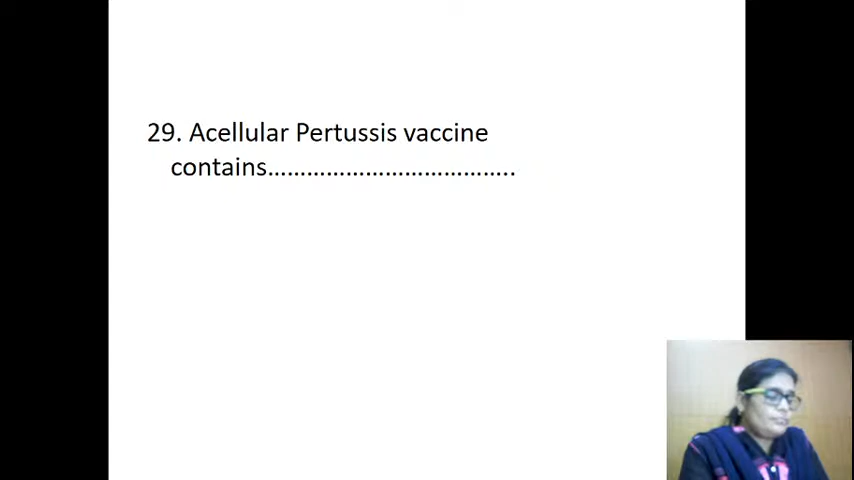 29. Acellular Pertussis vaccine
contains……………………………..